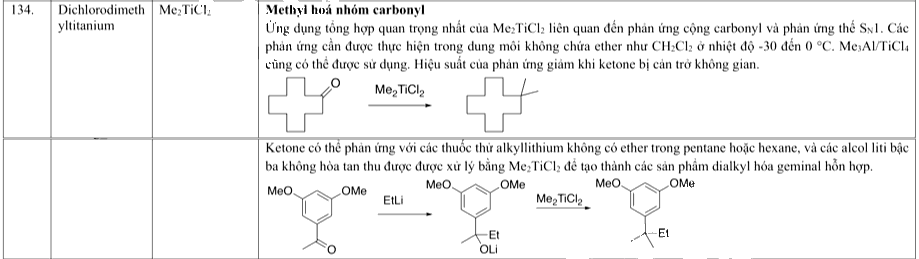 134.
Dichlorodimeth
yltitanium
Me₂TiCl₂
Methyl hoá nhóm carbonyl
Ứng dụng tổng hợp quan trọng nhất của Me₂TiCl₂ liên quan đến phản ứng cộng carbonyl và phản ứng thế SN1. Các
phản ứng cần được thực hiện trong dung môi không chứa ether như CH₂Cl₂ ở nhiệt độ -30 đến 0 °C. Me₃Al/TiCl₄
cũng có thể được sử dụng. Hiệu suất của phản ứng giảm khi ketone bị cản trở không gian.
O
Me₂TiCl₂
Ketone có thể phản ứng với các thuốc thử alkyllithium không có ether trong pentane hoặc hexane, và các alcol liti bậc
ba không hòa tan thu được được xử lý bằng Me₂TiCl₂ để tạo thành các sản phẩm dialkyl hóa geminal hỗn hợp.
MeO OMe
O
EtLi
MeO OMe
Et
OLi
Me₂TiCl₂
MeO OMe
Et